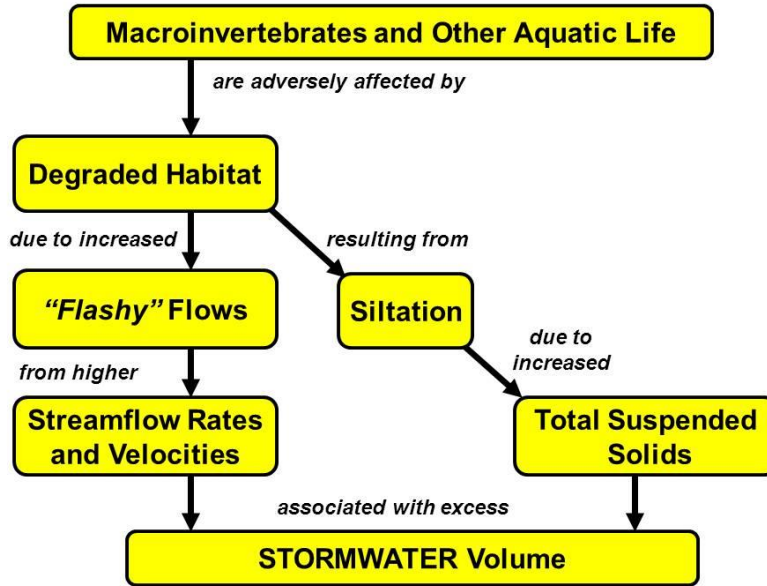 Macroinvertebrates and Other Aquatic Life
are adversely affected by
Degraded Habitat
due to increased
resulting from
“Flashy” Flows
Siltation
due to
increased
from higher
Streamflow Rates
and Velocities
Total Suspended
Solids
associated with excess
STORMWATER Volume